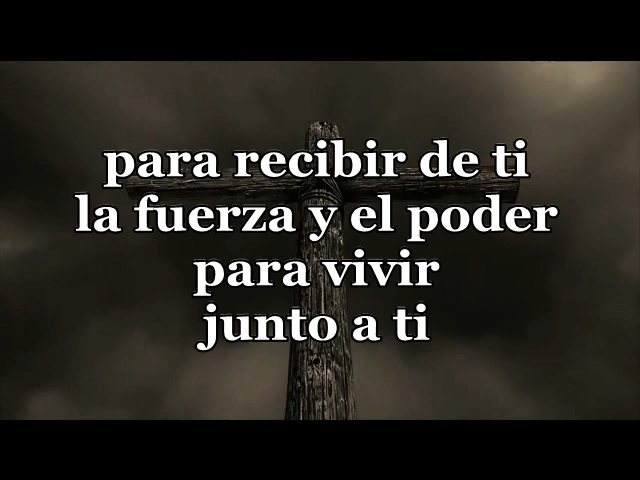 para recibir de ti
la fuerza y el poder
para vivir
junto a ti